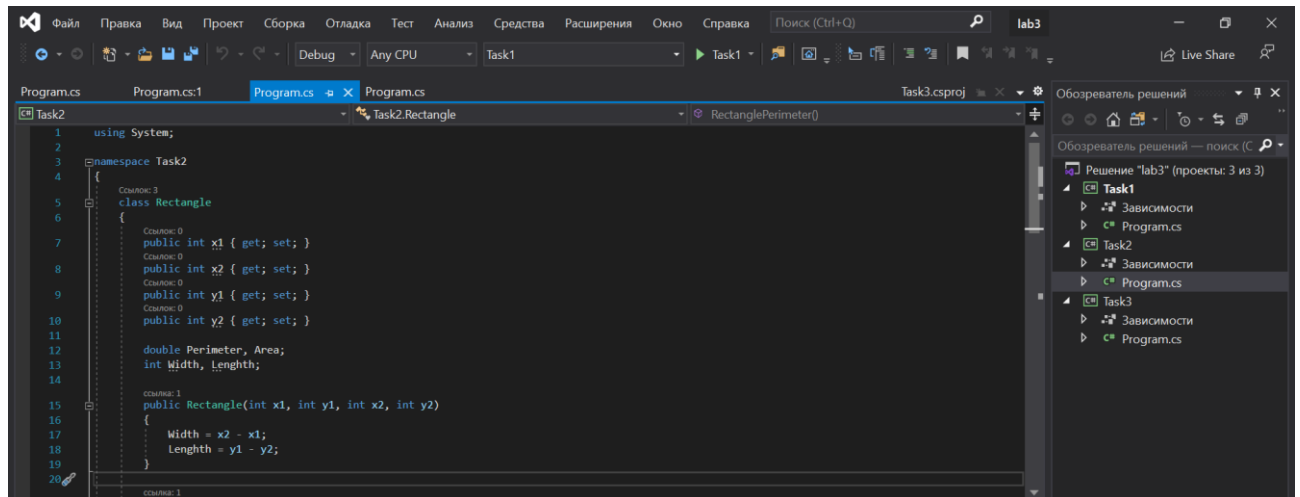 Файл Правка Вид Проект Сборка Отладка Тест Анализ Средства Расширения Окно Справка Поиск (Ctrl+Q) lab3
Debug Any CPU Task1 Task1 Live Share
Program.cs Program.cs:1 Program.cs Program.cs Task3.csproj
C# Task2 Task2.Rectangle RectanglePerimeter()
1 using System;
2
3 namespace Task2
4 {
Ссылок: 3
5 class Rectangle
6 {
Ссылок: 0
7 public int x1 { get; set; }
Ссылок: 0
8 public int x2 { get; set; }
Ссылок: 0
9 public int y1 { get; set; }
Ссылок: 0
10 public int y2 { get; set; }
11
12 double Perimeter, Area;
13 int Width, Lenghth;
14
ссылка: 1
15 public Rectangle(int x1, int y1, int x2, int y2)
16 {
17 Width = x2 - x1;
18 Lenghth = y1 - y2;
19 }
20
ссылка: 1
Обозреватель решений
Обозреватель решений — поиск (C
Решение "lab3" (проекты: 3 из 3)
C# Task1
Зависимости
C# Program.cs
C# Task2
Зависимости
C# Program.cs
C# Task3
Зависимости
C# Program.cs